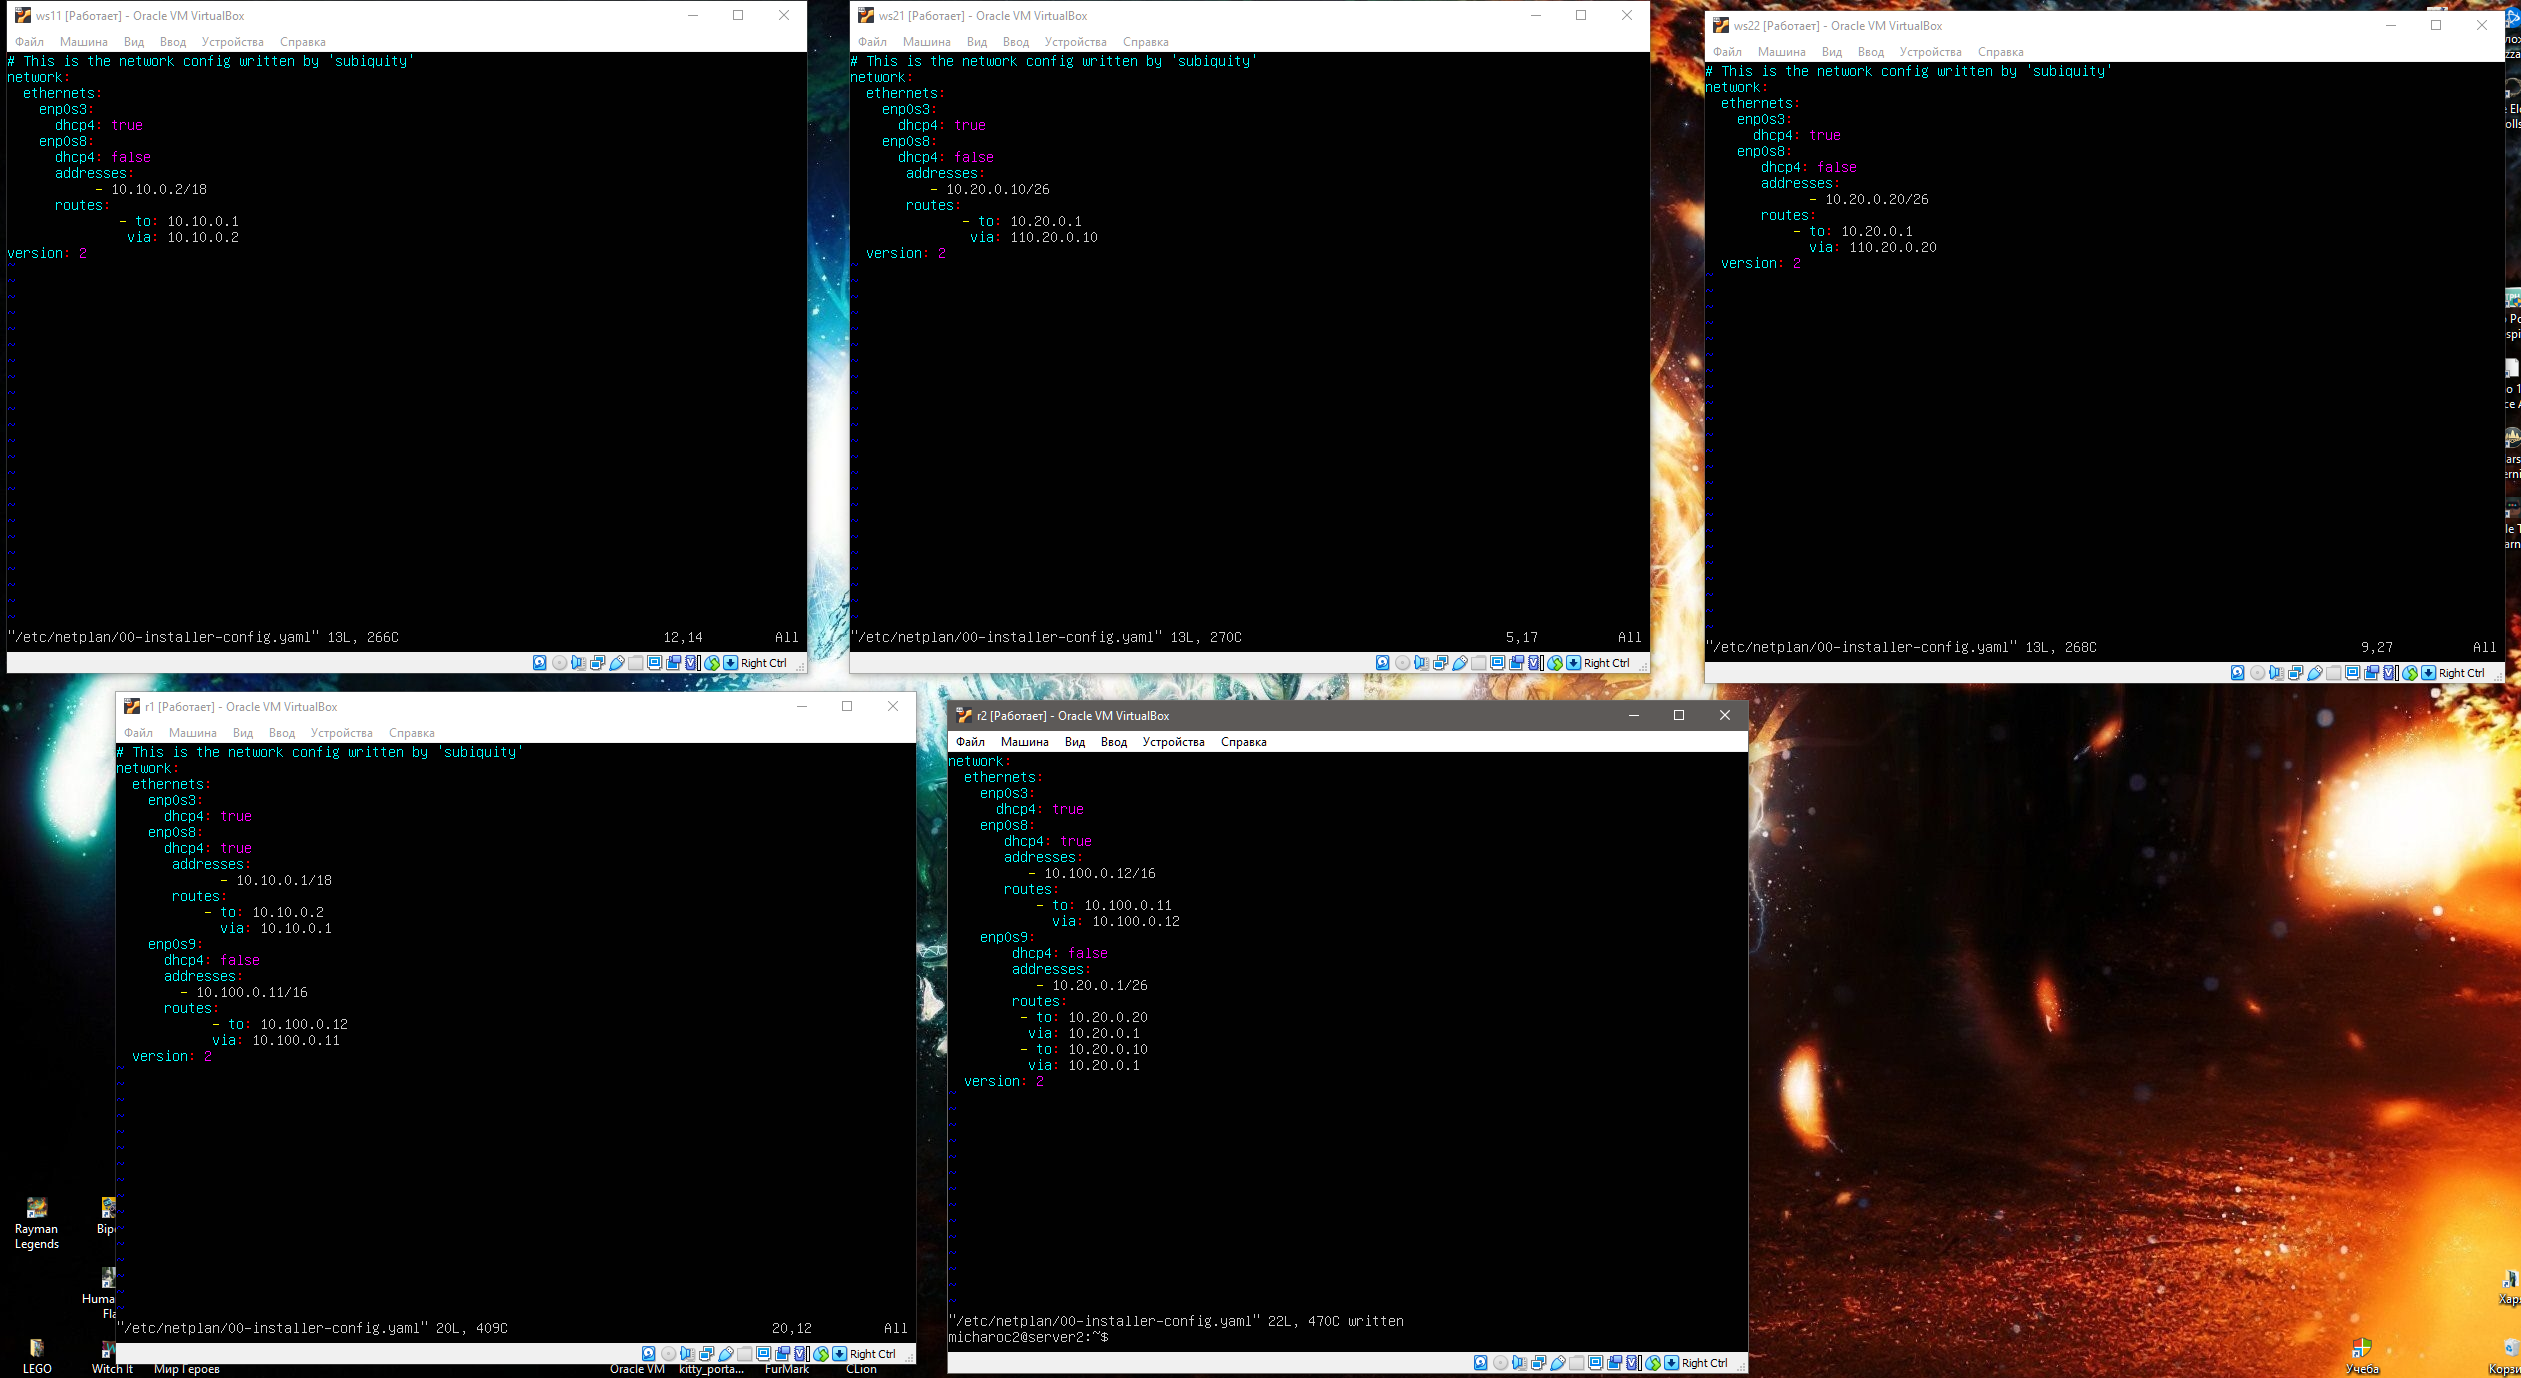 ws11 [Работает] - Oracle VM VirtualBox
Файл Машина Вид Ввод Устройства Справка
# This is the network config written by 'subiquity'
network:
  ethernets:
    enp0s3:
      dhcp4: true
    enp0s8:
      dhcp4: false
      addresses:
           - 10.10.0.2/18
      routes:
              - to: 10.10.0.1
               via: 10.10.0.2
version: 2
"/etc/netplan/00-installer-config.yaml" 13L, 266C 12,14 All
Right Ctrl
ws21 [Работает] - Oracle VM VirtualBox
Файл Машина Вид Ввод Устройства Справка
# This is the network config written by 'subiquity'
network:
  ethernets:
    enp0s3:
      dhcp4: true
    enp0s8:
      dhcp4: false
       addresses:
          - 10.20.0.10/26
       routes:
              - to: 10.20.0.1
               via: 110.20.0.10
  version: 2
"/etc/netplan/00-installer-config.yaml" 13L, 270C 5,17 All
Right Ctrl
ws22 [Работает] - Oracle VM VirtualBox
Файл Машина Вид Ввод Устройства Справка
# This is the network config written by 'subiquity'
network:
  ethernets:
    enp0s3:
      dhcp4: true
    enp0s8:
       dhcp4: false
       addresses:
             - 10.20.0.20/26
       routes:
           - to: 10.20.0.1
             via: 110.20.0.20
  version: 2
"/etc/netplan/00-installer-config.yaml" 13L, 268C 9,27 All
Right Ctrl
r1 [Работает] - Oracle VM VirtualBox
Файл Машина Вид Ввод Устройства Справка
# This is the network config written by 'subiquity'
network:
  ethernets:
    enp0s3:
      dhcp4: true
    enp0s8:
      dhcp4: true
       addresses:
             - 10.10.0.1/18
       routes:
           - to: 10.10.0.2
             via: 10.10.0.1
    enp0s9:
      dhcp4: false
      addresses:
        - 10.100.0.11/16
      routes:
            - to: 10.100.0.12
            via: 10.100.0.11
  version: 2
"/etc/netplan/00-installer-config.yaml" 20L, 409C 20,12 All
Right Ctrl
r2 [Работает] - Oracle VM VirtualBox
Файл Машина Вид Ввод Устройства Справка
network:
  ethernets:
    enp0s3:
      dhcp4: true
    enp0s8:
       dhcp4: true
       addresses:
          - 10.100.0.12/16
       routes:
           - to: 10.100.0.11
             via: 10.100.0.12
    enp0s9:
        dhcp4: false
        addresses:
           - 10.20.0.1/26
        routes:
         - to: 10.20.0.20
          via: 10.20.0.1
         - to: 10.20.0.10
          via: 10.20.0.1
  version: 2
"/etc/netplan/00-installer-config.yaml" 22L, 470C written
micharoc2@server2:~$
Right Ctrl
Rayman
Legends
LEGO
Witch It
Мир Героев
Oracle VM
kitty_porta...
FurMark
CLion
Учеба